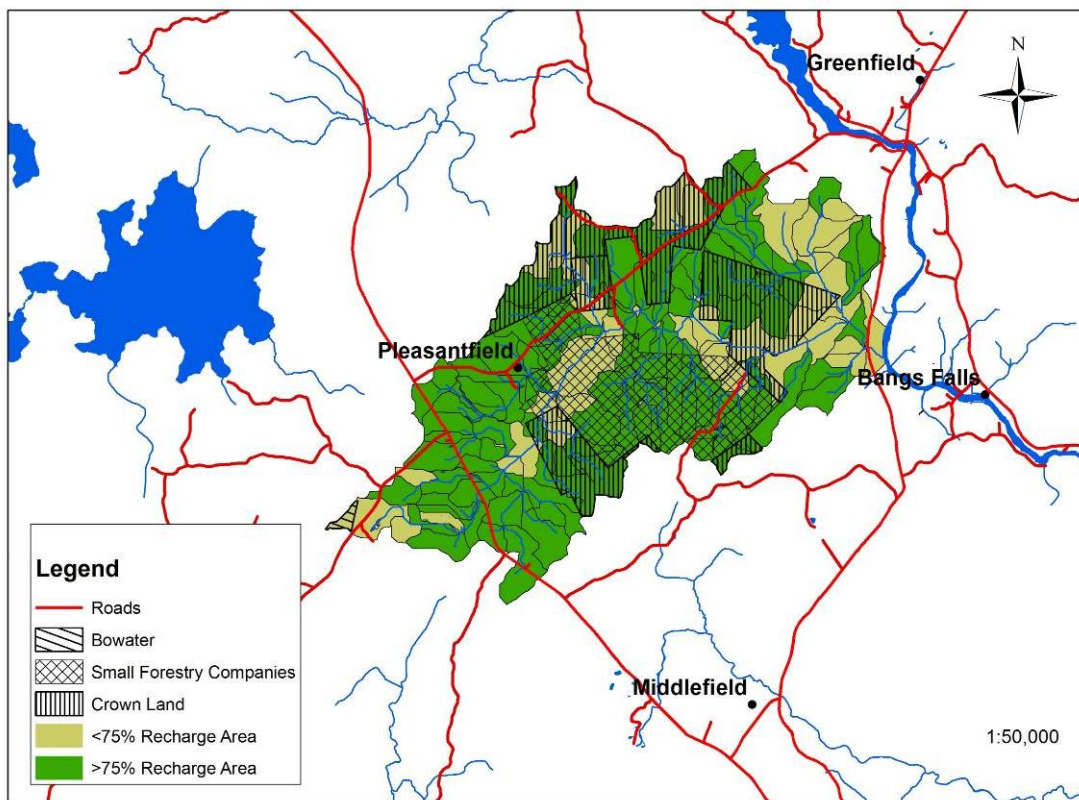 Greenfield
N
Pleasantfield
Bangs Falls
Legend
Roads
Bowater
Small Forestry Companies
Crown Land
<75% Recharge Area
>75% Recharge Area
Middlefield
1:50,000